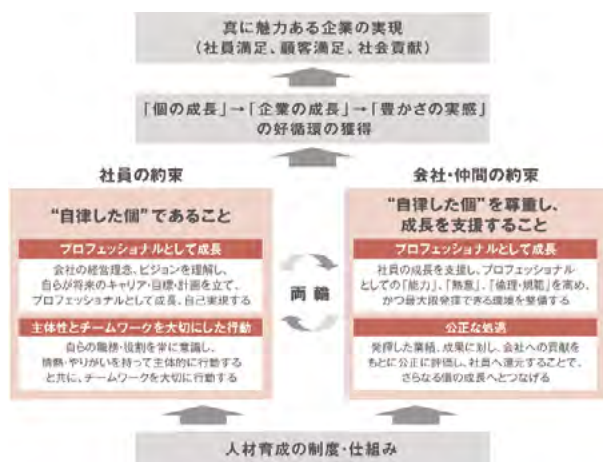 真に魅力ある企業の実現
(社員満足、顧客満足、社会貢献)
「個の成長」→「企業の成長」→「豊かさの実感」
の好循環の獲得
社員の約束
“自律した個”であること
プロフェッショナルとして成長
会社の経営理念、ビジョンを理解し、
自らが将来のキャリア・目標・計画を立て、
プロフェッショナルとして成長、自己実現する
主体性とチームワークを大切にした行動
自らの職務・役割を常に意識し、
情熱・やりがいを持って主体的に行動する
と共に、チームワークを大切に行動する
両輪
会社・仲間の約束
“自律した個”を尊重し、
成長を支援すること
プロフェッショナルとして成長
社員の成長を支援し、プロフェッショナル
としての「能力」、「熱意」、「倫理・規範」を高め、
かつ最大限発揮できる環境を整備する
公正な処遇
発揮した業績、成果に対し、会社への貢献を
もとに公正に評価し、社員へ還元することで、
さらなる個の成長へとつなげる
人材育成の制度・仕組み